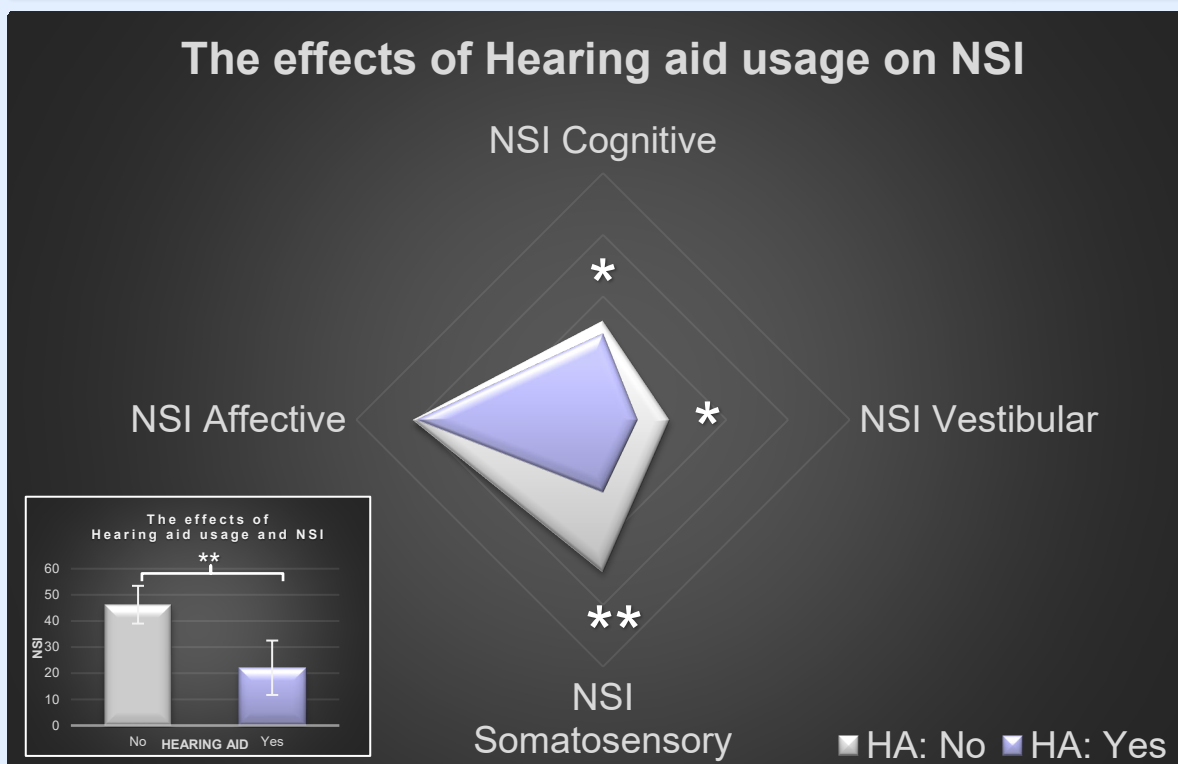 The effects of Hearing aid usage on NSI
NSI Cognitive
*
NSI Affective
*
NSI Vestibular
**
NSI
Somatosensory
HA: No
HA: Yes
The effects of
Hearing aid usage and NSI
**
60
50
40
30
20
10
0
NSI
No
HEARING AID
Yes